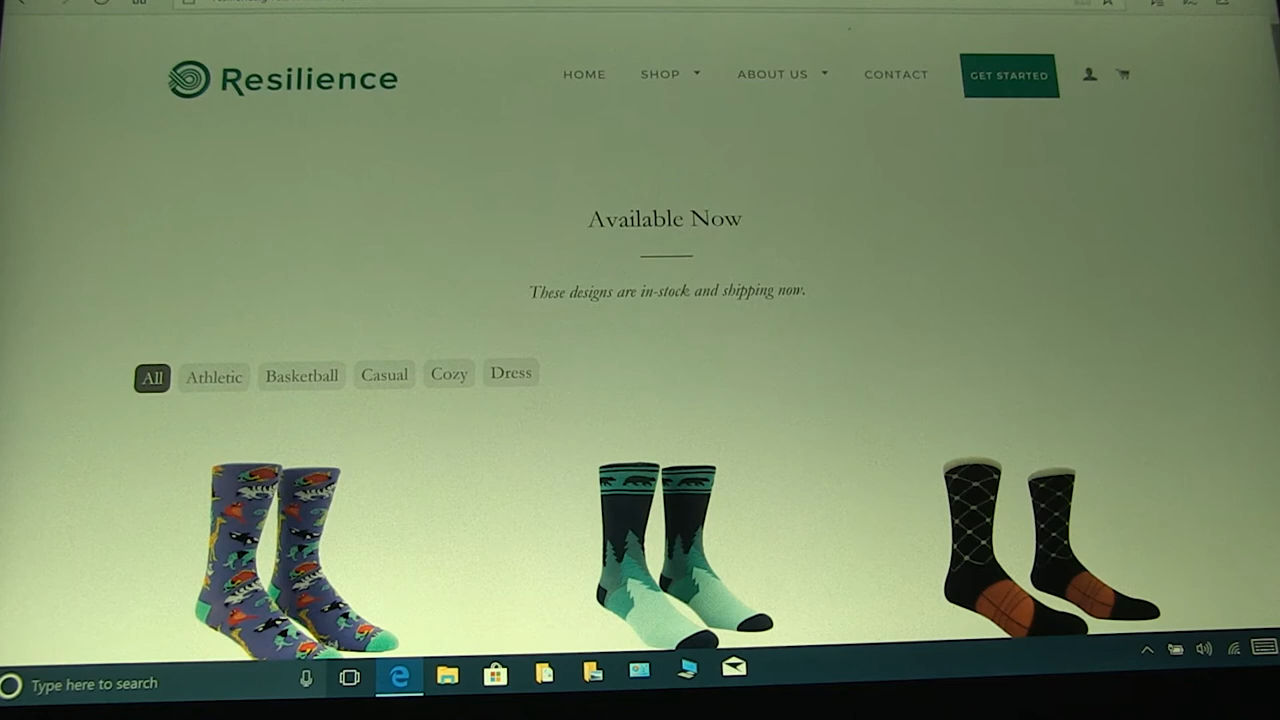 Resilience
HOME SHOP ABOUT US CONTACT GET STARTED
Available Now
These designs are in-stock and shipping now.
All Athletic Basketball Casual Cozy Dress
Type here to search